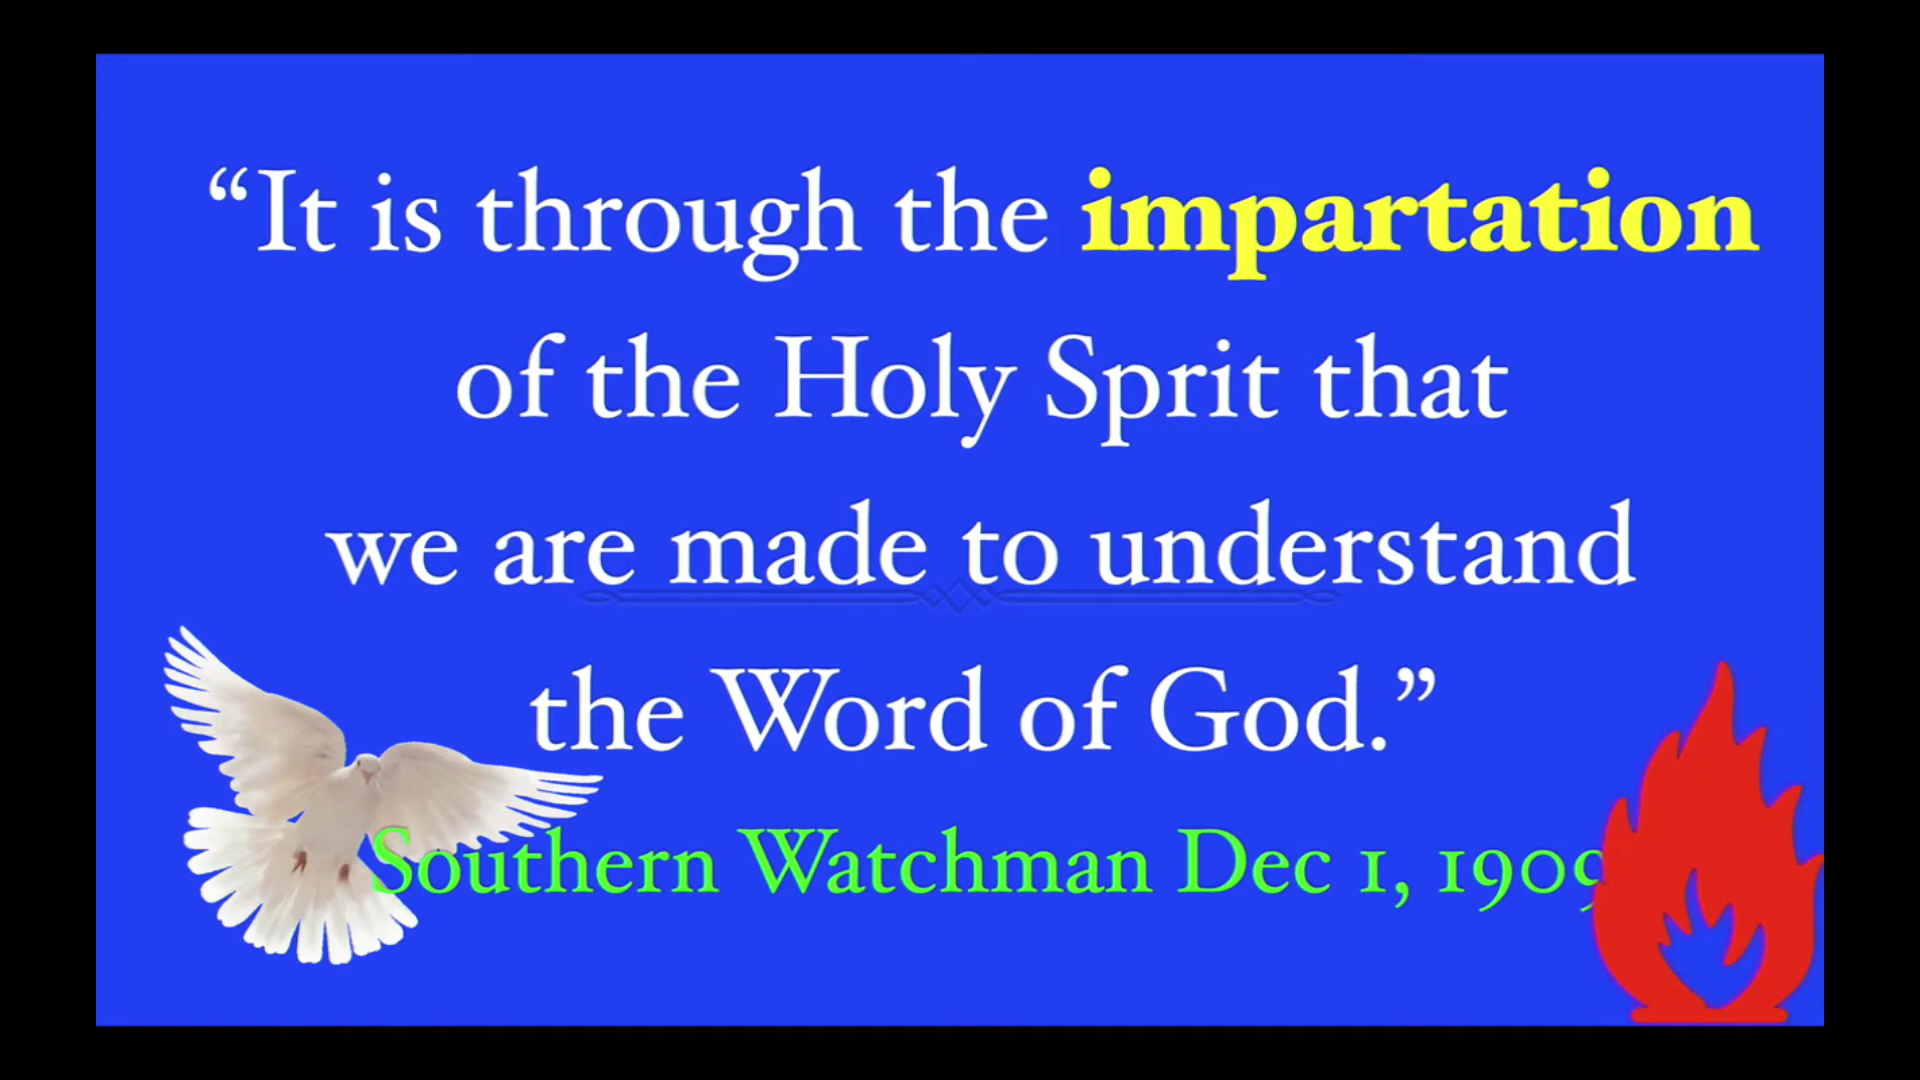 “It is through the impartation
of the Holy Sprit that
we are made to understand
the Word of God.”
Southern Watchman Dec 1, 1909